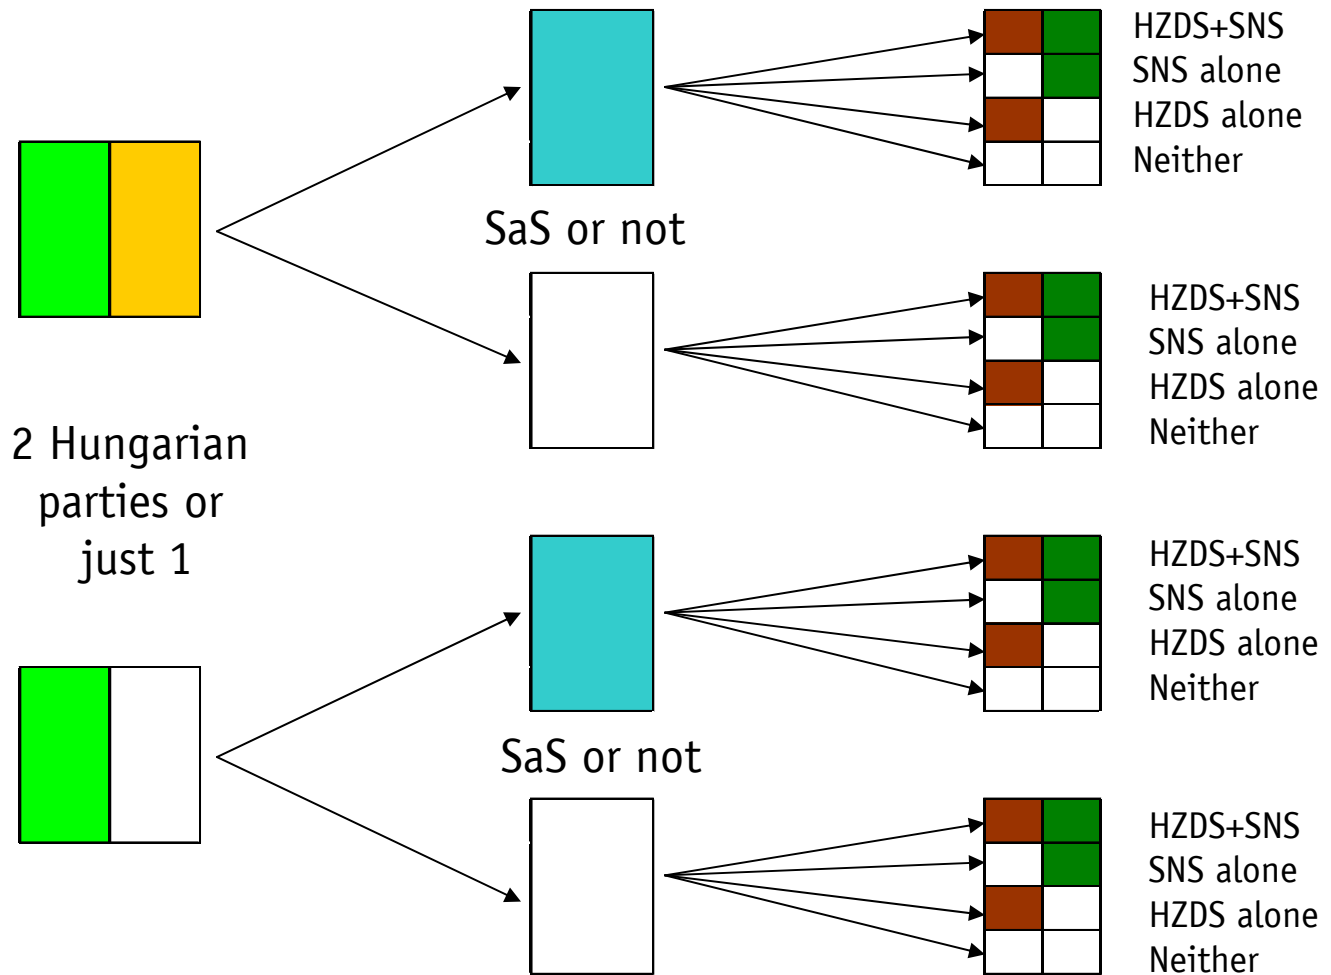 HZDS+SNS
SNS alone
HZDS alone
Neither
SaS or not
HZDS+SNS
SNS alone
HZDS alone
Neither
2 Hungarian
parties or
just 1
HZDS+SNS
SNS alone
HZDS alone
Neither
SaS or not
HZDS+SNS
SNS alone
HZDS alone
Neither